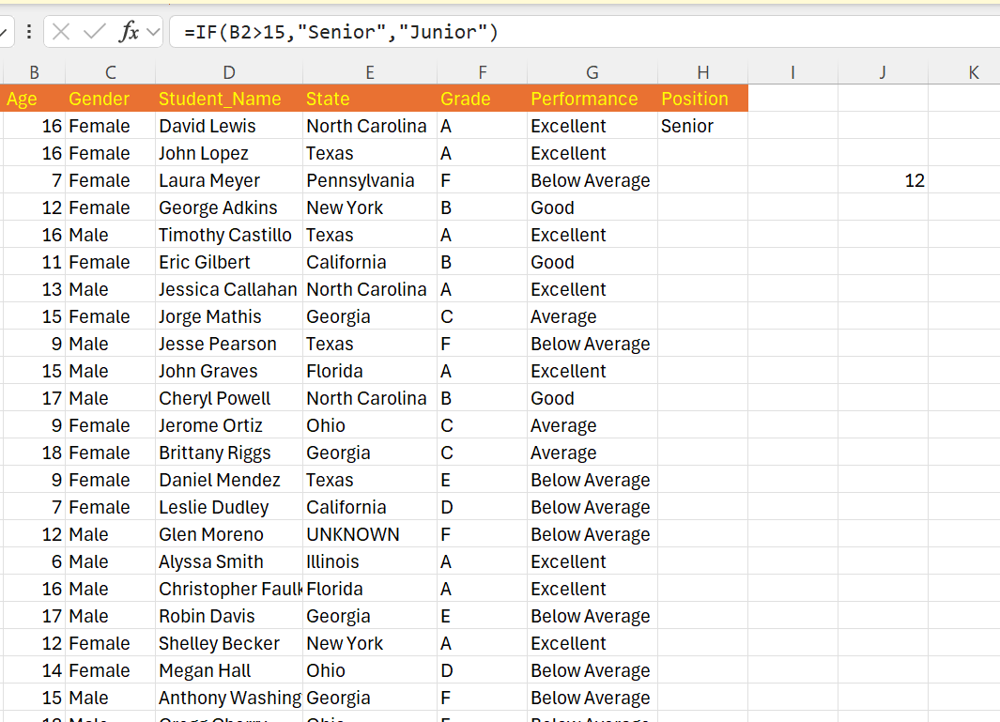 fx =IF(B2>15,"Senior","Junior")
B C D E F G H I J K
Age Gender Student_Name State Grade Performance Position
16 Female David Lewis North Carolina A Excellent Senior
16 Female John Lopez Texas A Excellent
7 Female Laura Meyer Pennsylvania F Below Average 12
12 Female George Adkins New York B Good
16 Male Timothy Castillo Texas A Excellent
11 Female Eric Gilbert California B Good
13 Male Jessica Callahan North Carolina A Excellent
15 Female Jorge Mathis Georgia C Average
9 Male Jesse Pearson Texas F Below Average
15 Male John Graves Florida A Excellent
17 Male Cheryl Powell North Carolina B Good
9 Female Jerome Ortiz Ohio C Average
18 Female Brittany Riggs Georgia C Average
9 Female Daniel Mendez Texas E Below Average
7 Female Leslie Dudley California D Below Average
12 Male Glen Moreno UNKNOWN F Below Average
6 Male Alyssa Smith Illinois A Excellent
16 Male Christopher Faulk Florida A Excellent
17 Male Robin Davis Georgia E Below Average
12 Female Shelley Becker New York A Excellent
14 Female Megan Hall Ohio D Below Average
15 Male Anthony Washing Georgia F Below Average